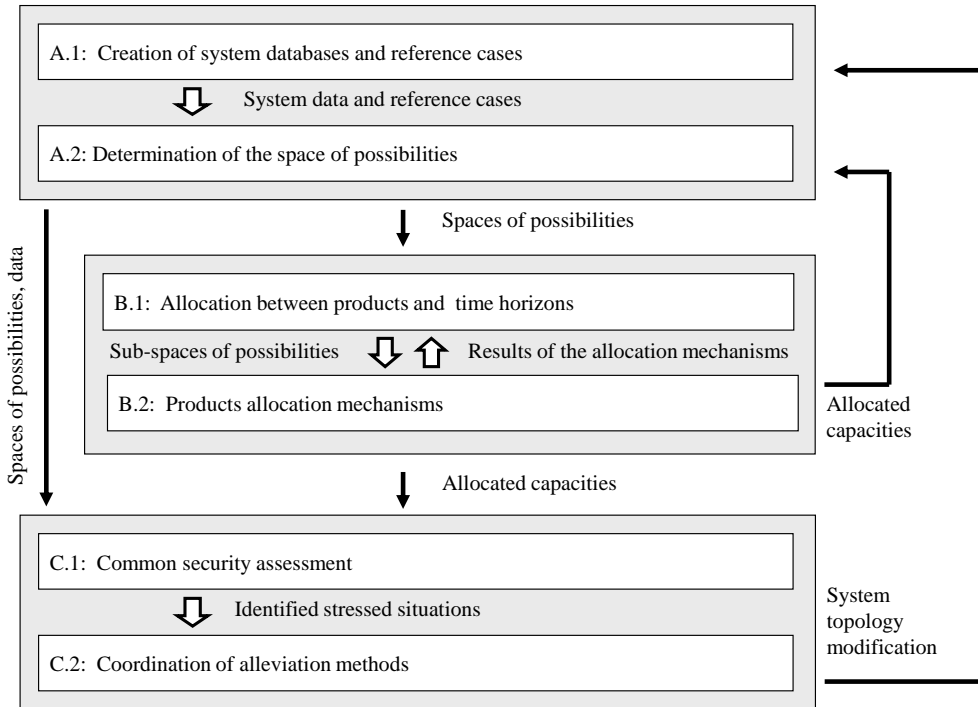 A.1: Creation of system databases and reference cases
System data and reference cases
A.2: Determination of the space of possibilities
Spaces of possibilities
Spaces of possibilities, data
B.1: Allocation between products and time horizons
Sub-spaces of possibilities
Results of the allocation mechanisms
B.2: Products allocation mechanisms
Allocated
capacities
Allocated capacities
C.1: Common security assessment
Identified stressed situations
C.2: Coordination of alleviation methods
System
topology
modification